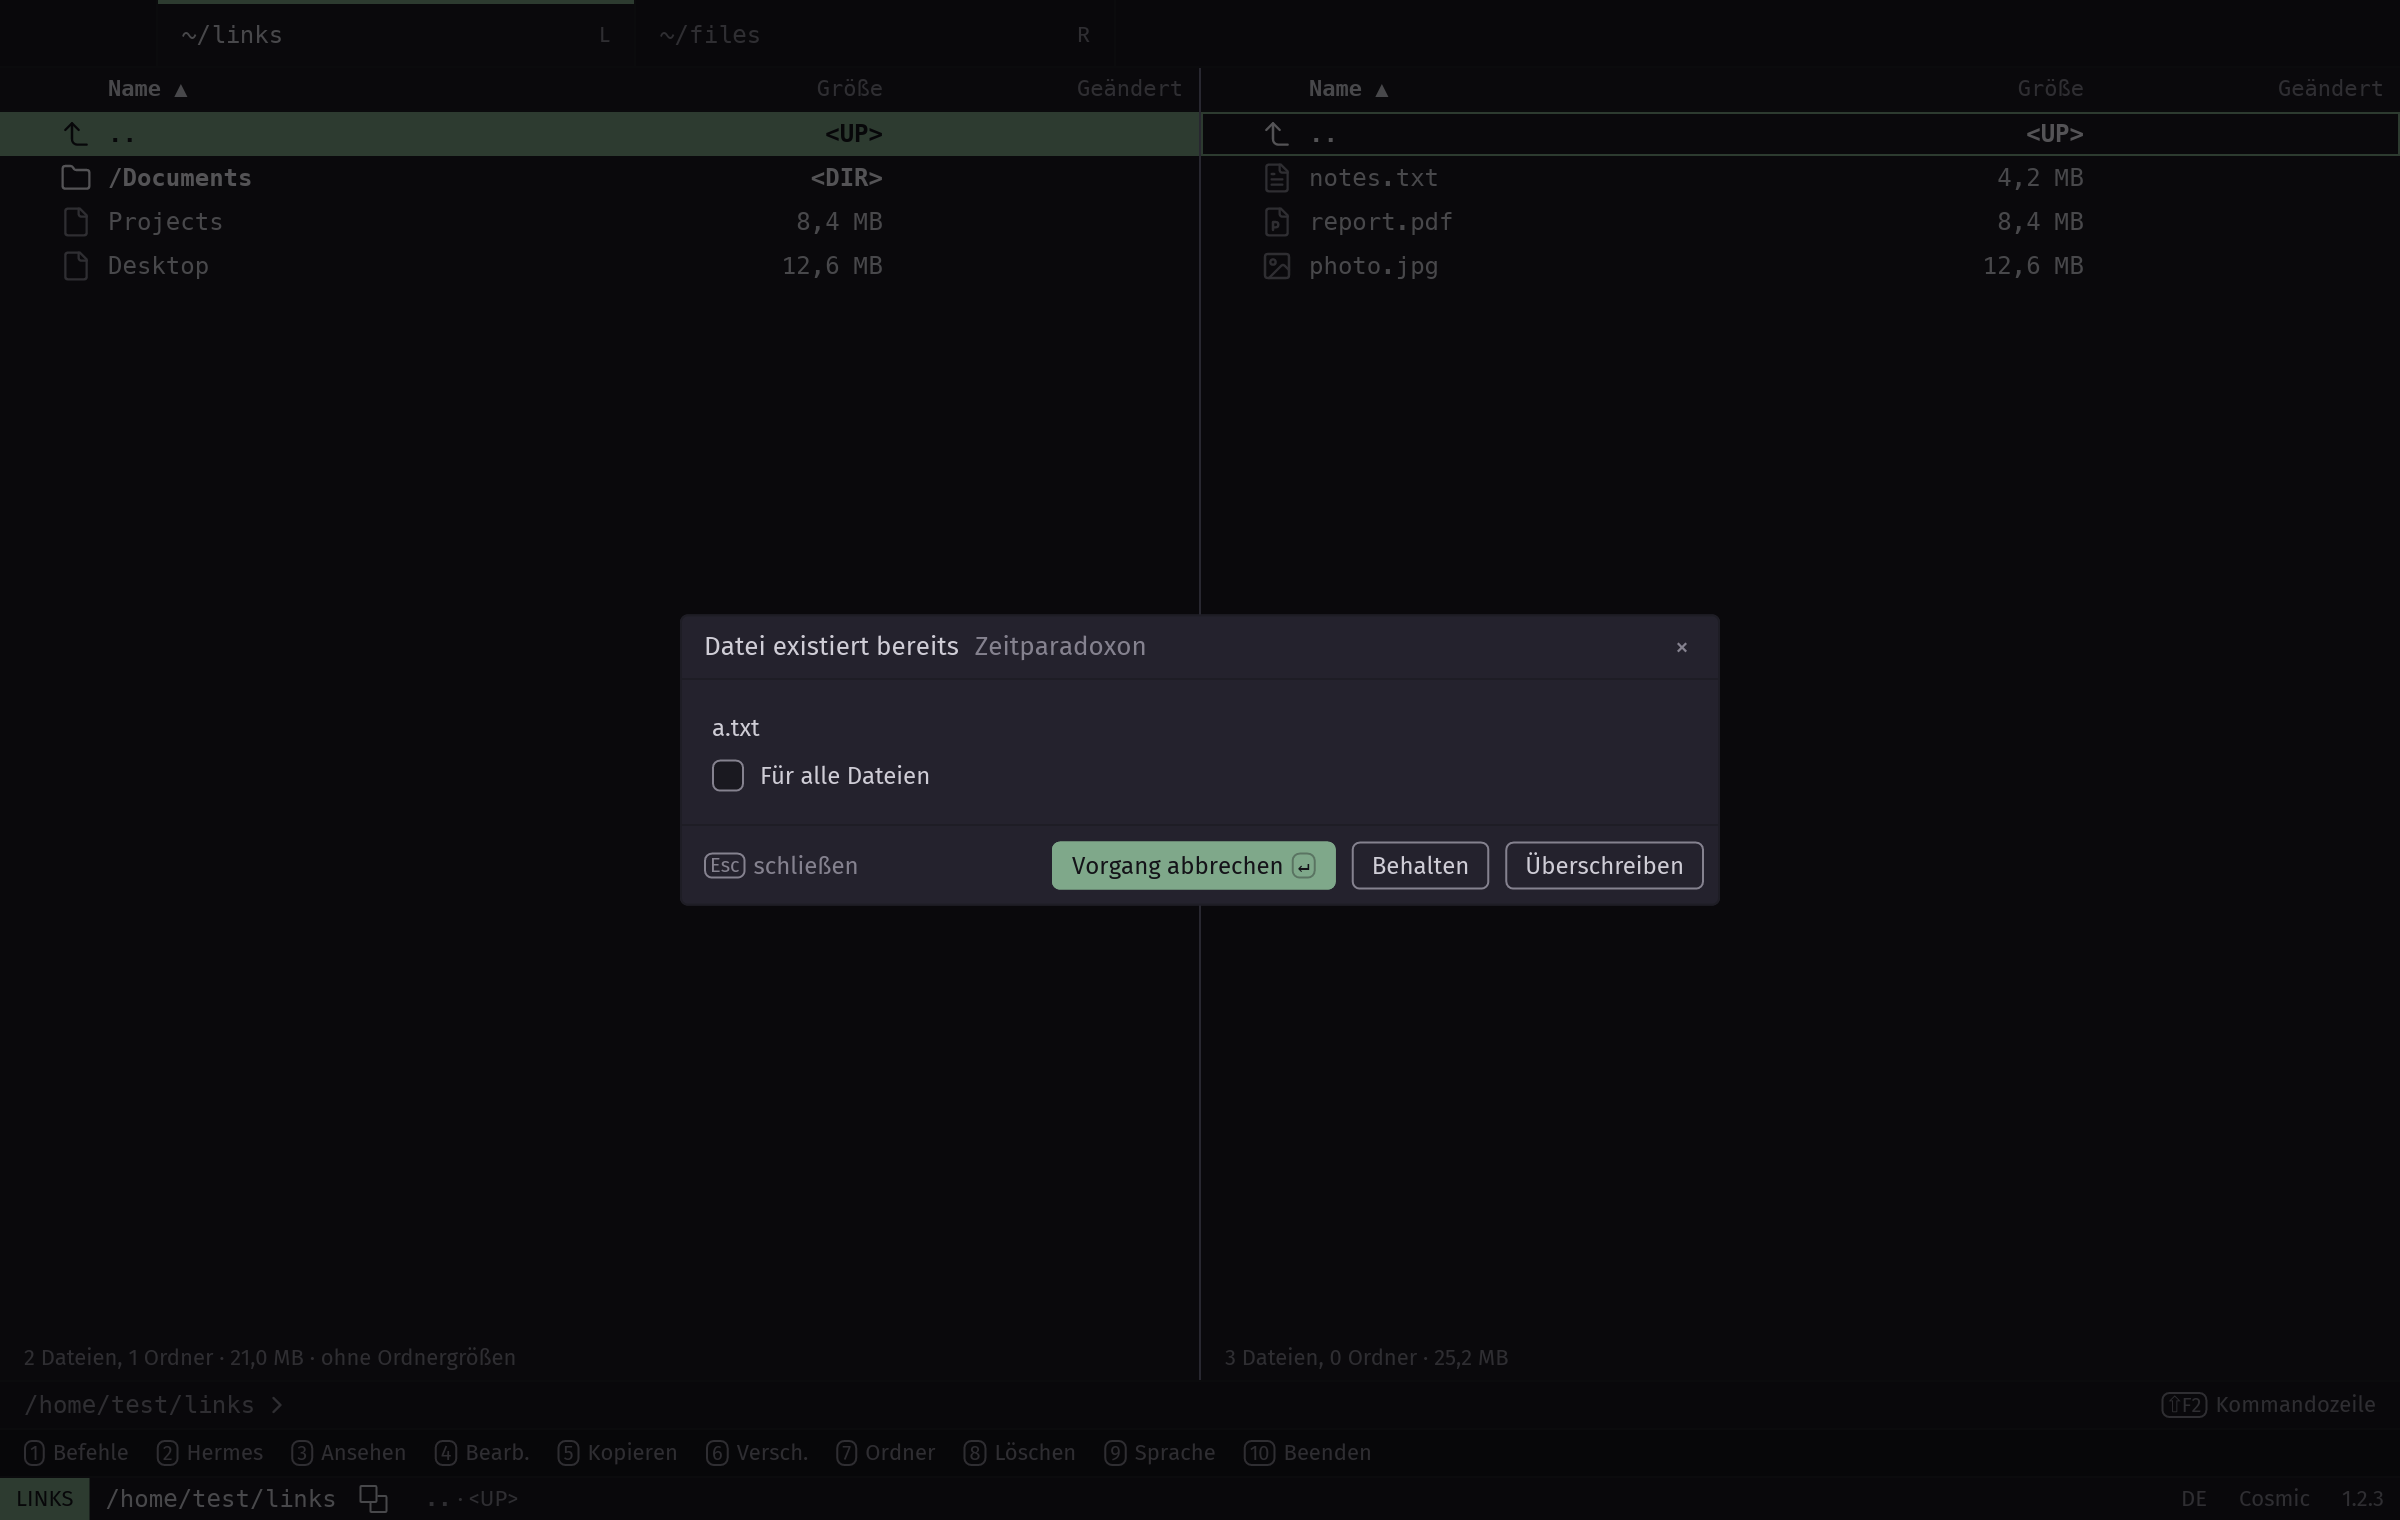 ~/links L ~/files R
Name ▲ Größe Geändert Name ▲ Größe Geändert
.. <UP> .. <UP>
/Documents <DIR> notes.txt 4,2 MB
Projects 8,4 MB report.pdf 8,4 MB
Desktop 12,6 MB photo.jpg 12,6 MB
Datei existiert bereits Zeitparadoxon ×
a.txt
Für alle Dateien
Esc schließen Vorgang abbrechen ↵ Behalten Überschreiben
2 Dateien, 1 Ordner · 21,0 MB · ohne Ordnergrößen 3 Dateien, 0 Ordner · 25,2 MB
/home/test/links > ⇧F2 Kommandozeile
1 Befehle 2 Hermes 3 Ansehen 4 Bearb. 5 Kopieren 6 Versch. 7 Ordner 8 Löschen 9 Sprache 10 Beenden
LINKS /home/test/links .. · <UP> DE Cosmic 1.2.3